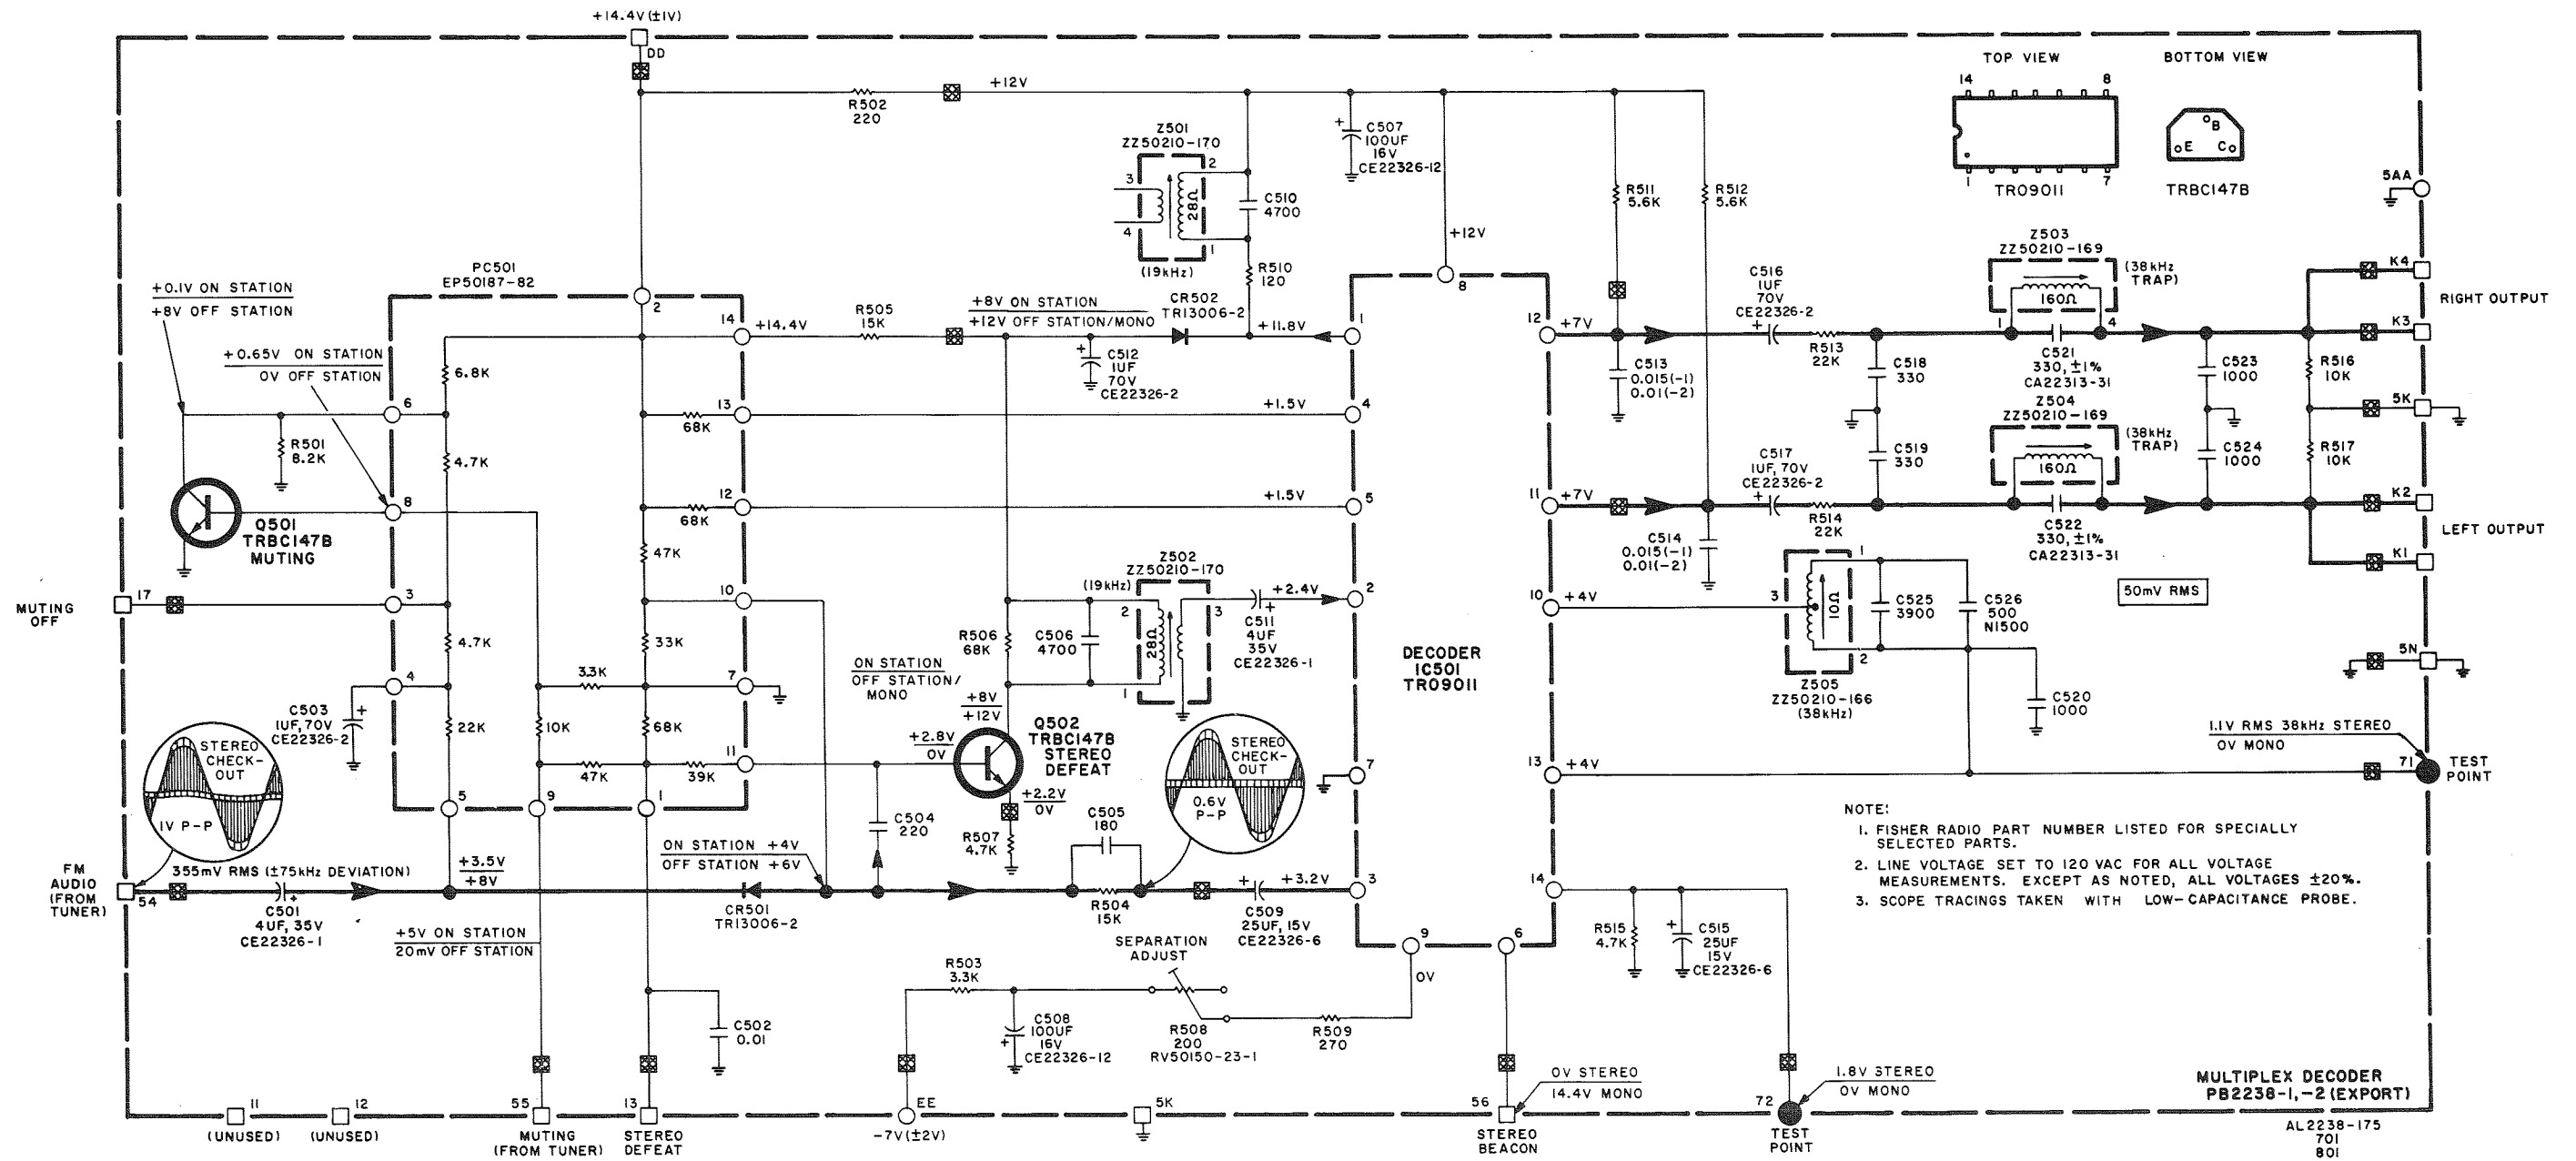 +14.4V(±1V)
DD
R502
220
+12V
TOP VIEW
BOTTOM VIEW
14
8
1
7
TRO9011
B
E
C
TRBC147B
5AA
Z501
ZZ50210-170
3
4
2
1
28Ω
(19kHz)
C510
4700
R510
120
C507
100UF
16V
CE22326-12
+12V
8
R511
5.6K
R512
5.6K
PC501
EP50187-82
2
+0.1V ON STATION
+8V OFF STATION
+0.65V ON STATION
0V OFF STATION
14
+14.4V
R505
15K
+8V ON STATION
+12V OFF STATION/MONO
CR502
TR13006-2
+11.8V
1
C512
1UF
70V
CE22326-2
12
+7V
C513
0.015(-1)
0.01(-2)
C516
1UF
70V
CE22326-2
R513
22K
C518
330
Z503
ZZ50210-169
(38kHz
TRAP)
160Ω
1
4
C521
330,±1%
CA22313-31
C523
1000
R516
10K
K4
K3
RIGHT OUTPUT
5K
6
6.8K
R501
8.2K
4.7K
13
68K
+1.5V
4
12
68K
+1.5V
5
C519
330
Z504
ZZ50210-169
(38kHz
TRAP)
160Ω
C524
1000
R517
10K
K2
K1
LEFT OUTPUT
11
+7V
C517
1UF,70V
CE22326-2
R514
22K
C522
330,±1%
CA22313-31
C514
0.015(-1)
0.01(-2)
8
Q501
TRBC147B
MUTING
47K
MUTING
OFF
17
3
10
33K
4.7K
4
7
3.3K
C503
1UF,70V
CE22326-2
22K
10K
68K
11
47K
39K
5
9
1
Z502
ZZ50210-170
(19kHz)
2
1
3
28Ω
R506
68K
C506
4700
C511
4UF
35V
CE22326-1
+2.4V
2
DECODER
IC501
TRO9011
10
+4V
3
1
2
10Ω
Z505
ZZ50210-166
(38kHz)
C525
3900
C526
500
N1500
C520
1000
50mV RMS
5N
1.1V RMS 38kHz STEREO
0V MONO
71
TEST
POINT
13
+4V
ON STATION
OFF STATION/
MONO
+8V
+12V
+2.8V
0V
Q502
TRBC147B
STEREO
DEFEAT
+2.2V
0V
R507
4.7K
C504
220
STEREO
CHECK-
OUT
0.6V
P-P
C505
180
R504
15K
C509
25UF,15V
CE22326-6
+3.2V
3
7
STEREO
CHECK-
OUT
1V P-P
FM
AUDIO
(FROM
TUNER)
54
355mV RMS (±75kHz DEVIATION)
C501
4UF,35V
CE22326-1
+3.5V
+8V
CR501
TR13006-2
ON STATION +4V
OFF STATION +6V
+5V ON STATION
20mV OFF STATION
14
R515
4.7K
C515
25UF
15V
CE22326-6
NOTE:
1. FISHER RADIO PART NUMBER LISTED FOR SPECIALLY
SELECTED PARTS.
2. LINE VOLTAGE SET TO 120 VAC FOR ALL VOLTAGE
MEASUREMENTS. EXCEPT AS NOTED, ALL VOLTAGES ±20%.
3. SCOPE TRACINGS TAKEN WITH LOW-CAPACITANCE PROBE.
9
0V
6
SEPARATION
ADJUST
R503
3.3K
C508
100UF
16V
CE22326-12
R508
200
RV50150-23-1
R509
270
C502
0.01
0V STEREO
14.4V MONO
1.8V STEREO
0V MONO
MULTIPLEX DECODER
PB2238-1,-2(EXPORT)
11
(UNUSED)
12
(UNUSED)
55
MUTING
(FROM TUNER)
13
STEREO
DEFEAT
EE
-7V(±2V)
5K
56
STEREO
BEACON
72
TEST
POINT
AL2238-175
701
801